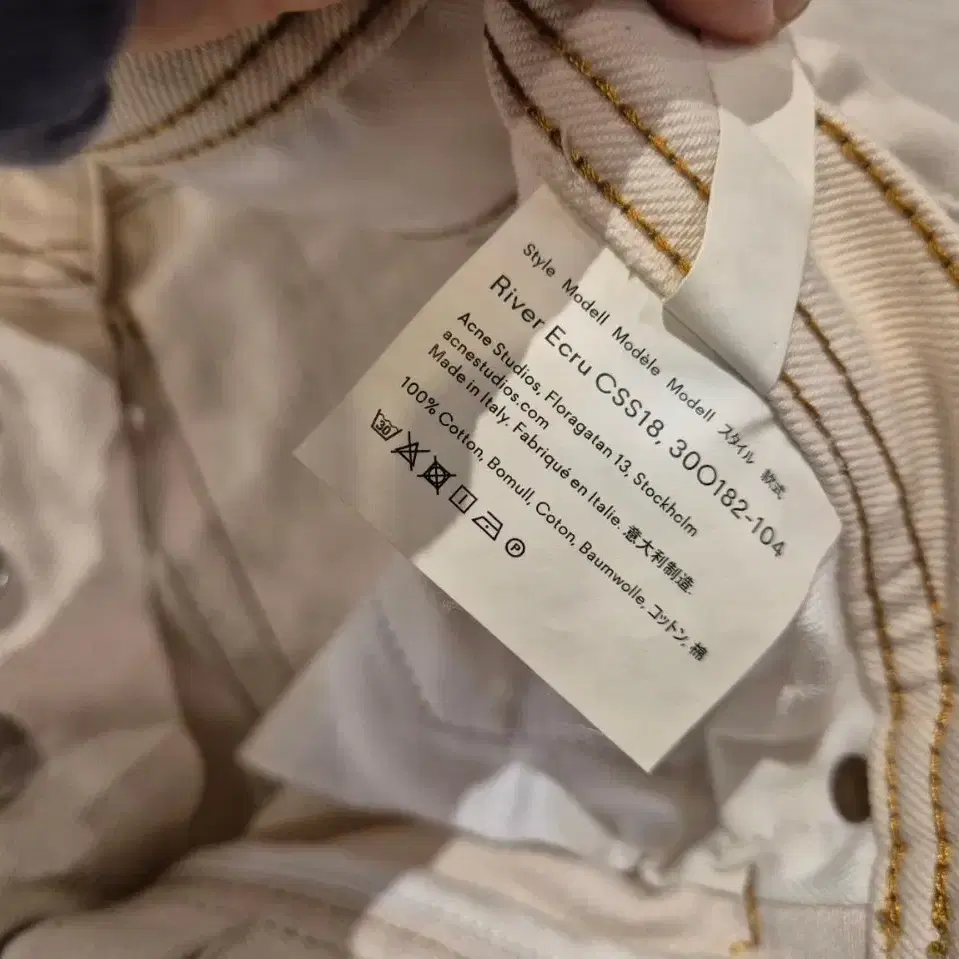 Style Modell Modèle Modell スタイル 款式
River Ecru CSS18, 30O182-104
Acne Studios, Floragatan 13, Stockholm
acnestudios.com
Made in Italy. Fabriqué en Italie. 意大利制造.
100% Cotton, Bomull, Coton, Baumwolle, コットン, 棉
30
P